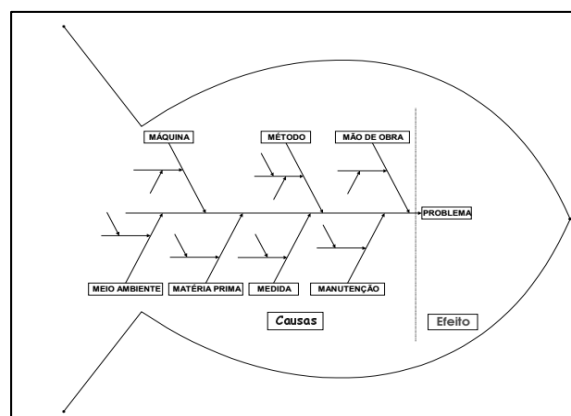 MÁQUINA
MÉTODO
MÃO DE OBRA
PROBLEMA
MEIO AMBIENTE
MATÉRIA PRIMA
MEDIDA
MANUTENÇÃO
Causas
Efeito